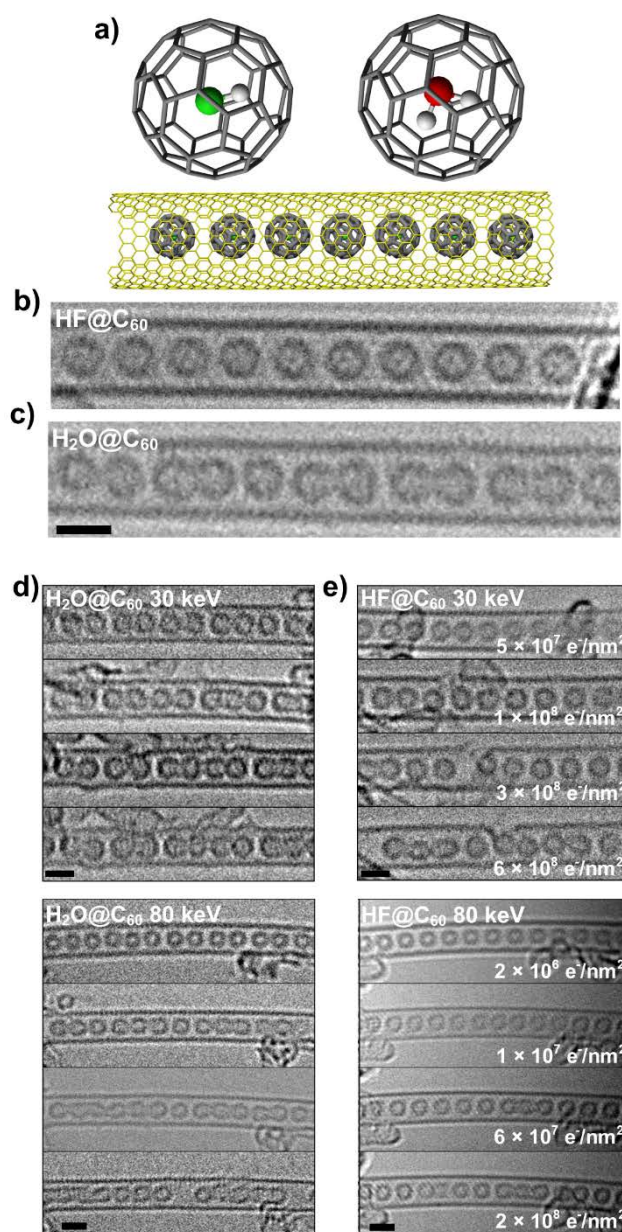 a)
b)
HF@C₆₀
c)
H₂O@C₆₀
d)
H₂O@C₆₀ 30 keV
e)
HF@C₆₀ 30 keV
5 × 10⁷ e⁻/nm²
1 × 10⁸ e⁻/nm²
3 × 10⁸ e⁻/nm²
6 × 10⁸ e⁻/nm²
H₂O@C₆₀ 80 keV
HF@C₆₀ 80 keV
2 × 10⁶ e⁻/nm²
1 × 10⁷ e⁻/nm²
6 × 10⁷ e⁻/nm²
2 × 10⁸ e⁻/nm²